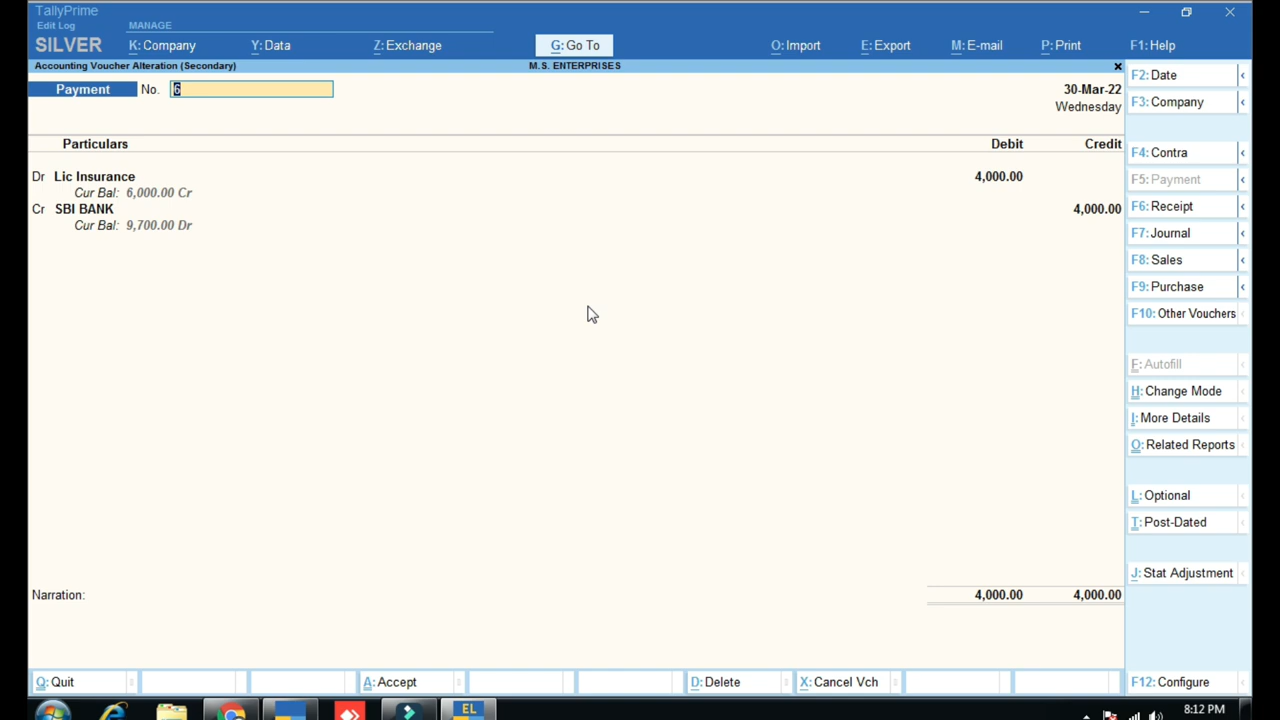 TallyPrime
Edit Log
SILVER
MANAGE
K: Company
Y: Data
Z: Exchange
G: Go To
O: Import
E: Export
M: E-mail
P: Print
F1: Help
Accounting Voucher Alteration (Secondary)
M.S. ENTERPRISES
×
Payment No. 6
30-Mar-22
Wednesday
Particulars Debit Credit
Dr Lic Insurance 4,000.00
Cur Bal: 6,000.00 Cr
Cr SBI BANK 4,000.00
Cur Bal: 9,700.00 Dr
Narration: 4,000.00 4,000.00
F2: Date
F3: Company
F4: Contra
F5: Payment
F6: Receipt
F7: Journal
F8: Sales
F9: Purchase
F10: Other Vouchers
F: Autofill
H: Change Mode
I: More Details
O: Related Reports
L: Optional
T: Post-Dated
J: Stat Adjustment
Q: Quit
A: Accept
D: Delete
X: Cancel Vch
F12: Configure
EL
8:12 PM